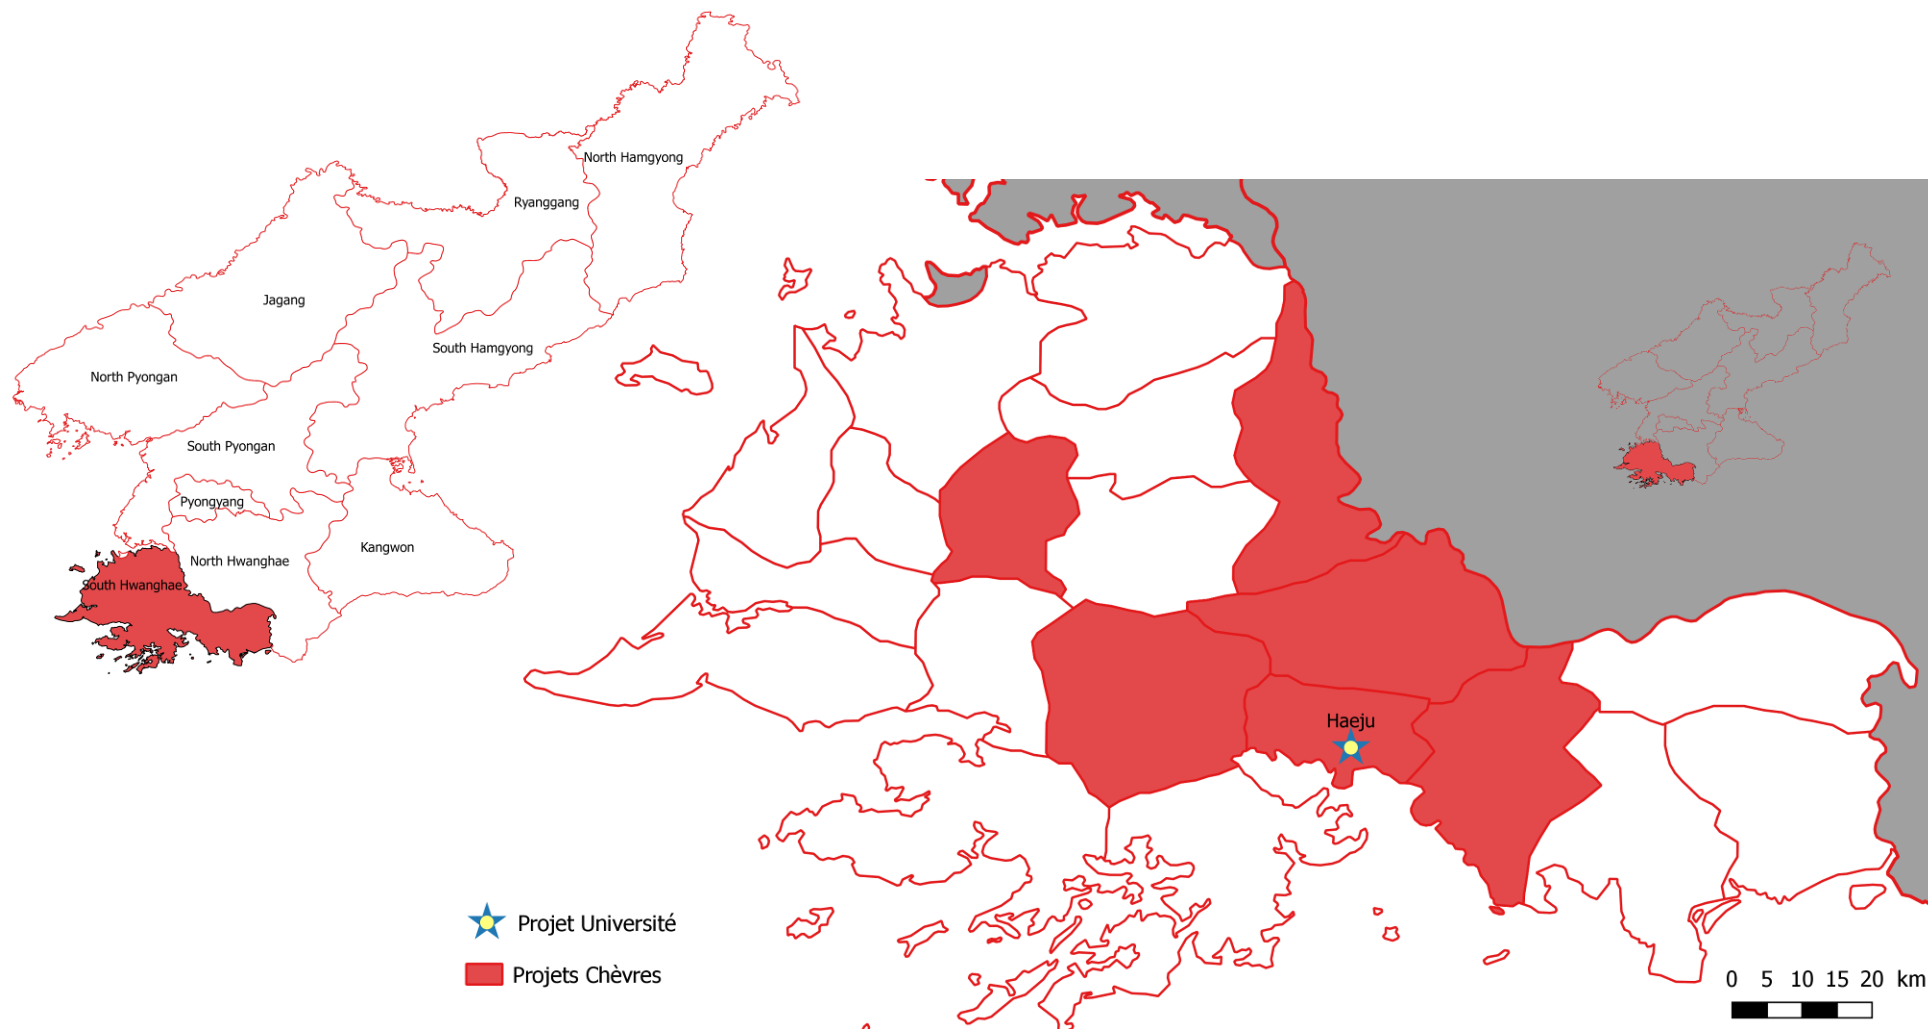 North Hamgyong
Ryanggang
Jagang
South Hamgyong
North Pyongan
South Pyongan
Pyongyang
Kangwon
North Hwanghae
South Hwanghae
Haeju
Projet Université
Projets Chèvres
0 5 10 15 20 km